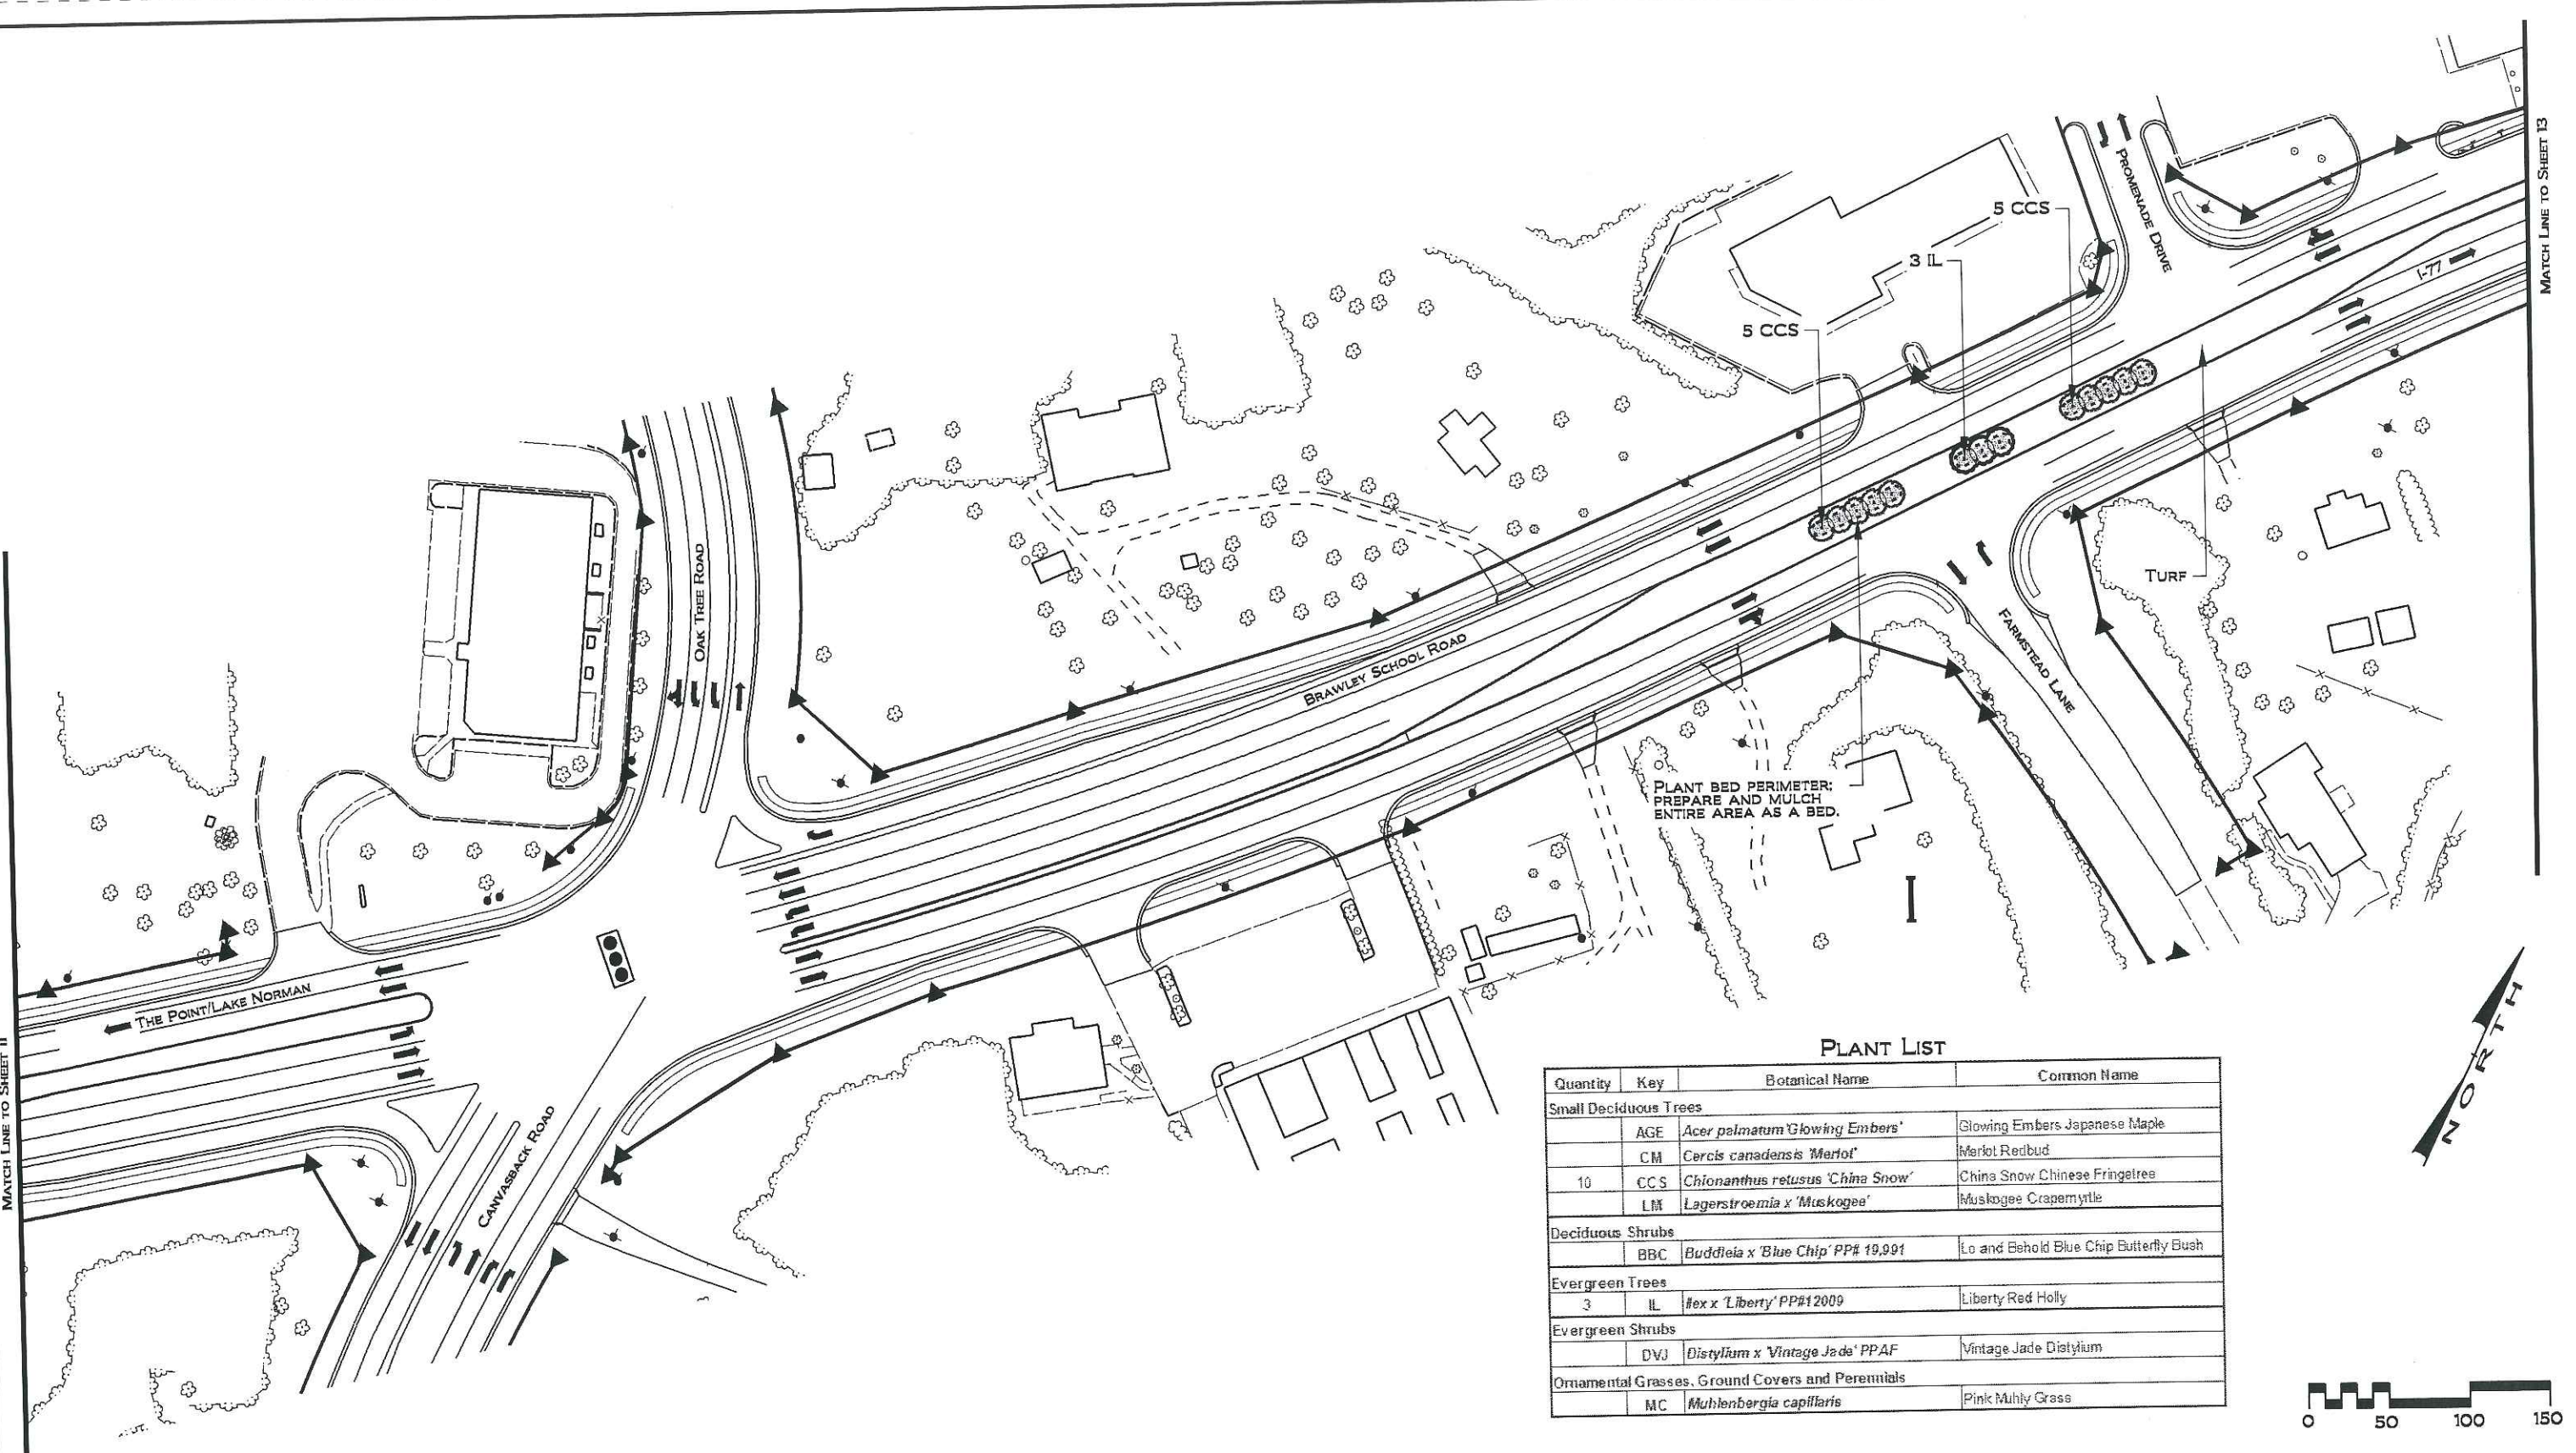 MATCH LINE TO SHEET 13
PROMENADE DRIVE
5 CCS
3 IL
I-77
5 CCS
OAK TREE ROAD
TURF
BRAWLEY SCHOOL ROAD
FARMSTEAD LANE
PLANT BED PERIMETER;
PREPARE AND MULCH
ENTIRE AREA AS A BED.
THE POINT/LAKE NORMAN
MATCH LINE TO SHEET 11
CANVASBACK ROAD
NORTH
PLANT LIST
Quantity Key Botanical Name Common Name
Small Deciduous Trees
AGE Acer palmatum 'Glowing Embers' Glowing Embers Japanese Maple
CM Cercis canadensis 'Merlot' Merlot Redbud
10 CCS Chionanthus retusus 'China Snow' China Snow Chinese Fringetree
LM Lagerstroemia x 'Muskogee' Muskogee Crapemyrtle
Deciduous Shrubs
BBC Buddleia x 'Blue Chip' PP# 19,991 Lo and Behold Blue Chip Butterfly Bush
Evergreen Trees
3 IL Ilex x 'Liberty' PP#12009 Liberty Red Holly
Evergreen Shrubs
DVJ Distylium x 'Vintage Jade' PPAF Vintage Jade Distylium
Ornamental Grasses, Ground Covers and Perennials
MC Muhlenbergia capillaris Pink Muhly Grass
0 50 100 150